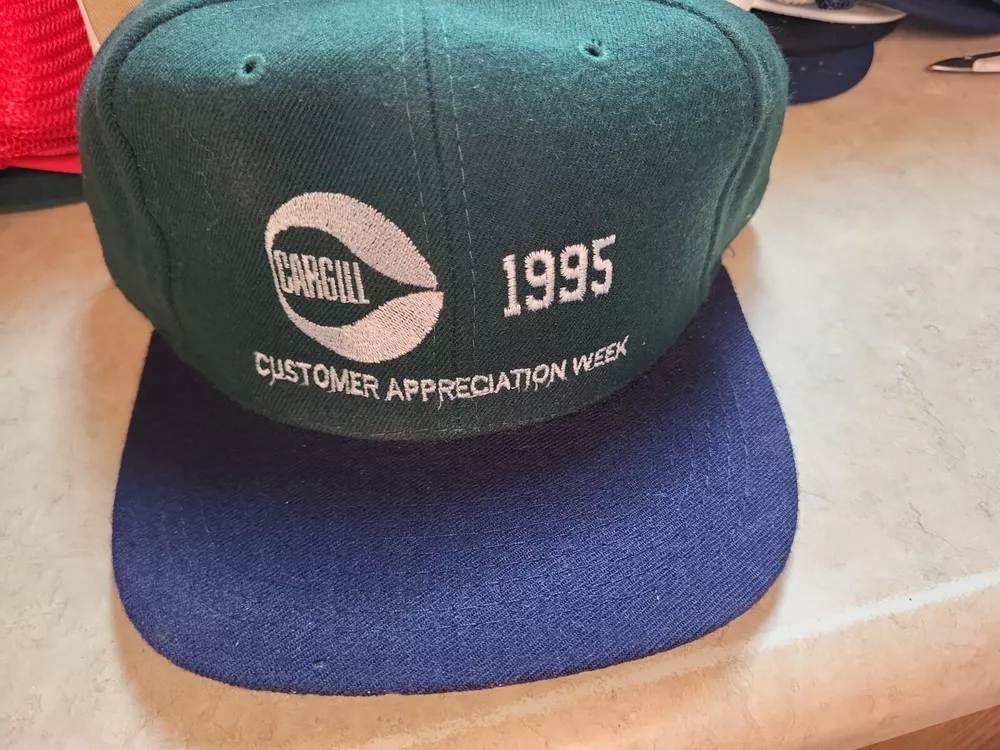 CARGILL
1995
CUSTOMER APPRECIATION WEEK